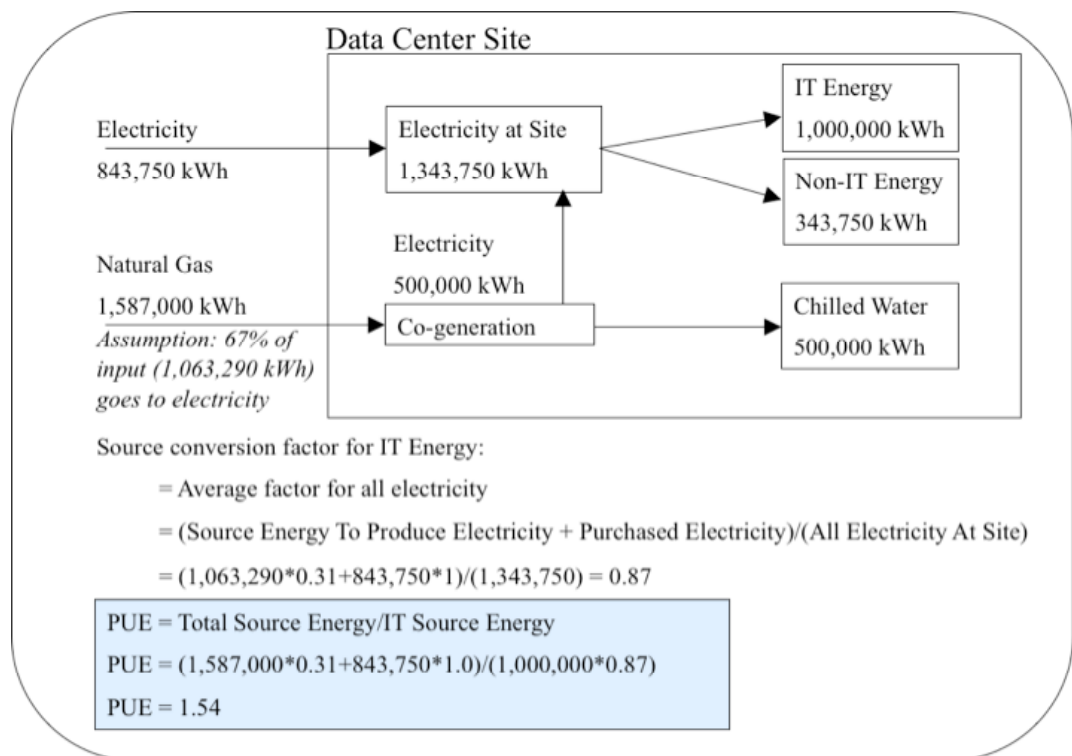 Data Center Site
Electricity
843,750 kWh
Electricity at Site
1,343,750 kWh
IT Energy
1,000,000 kWh
Non-IT Energy
343,750 kWh
Electricity
500,000 kWh
Natural Gas
1,587,000 kWh
Assumption: 67% of
input (1,063,290 kWh)
goes to electricity
Co-generation
Chilled Water
500,000 kWh
Source conversion factor for IT Energy:
= Average factor for all electricity
= (Source Energy To Produce Electricity + Purchased Electricity)/(All Electricity At Site)
= (1,063,290*0.31+843,750*1)/(1,343,750) = 0.87
PUE = Total Source Energy/IT Source Energy
PUE = (1,587,000*0.31+843,750*1.0)/(1,000,000*0.87)
PUE = 1.54